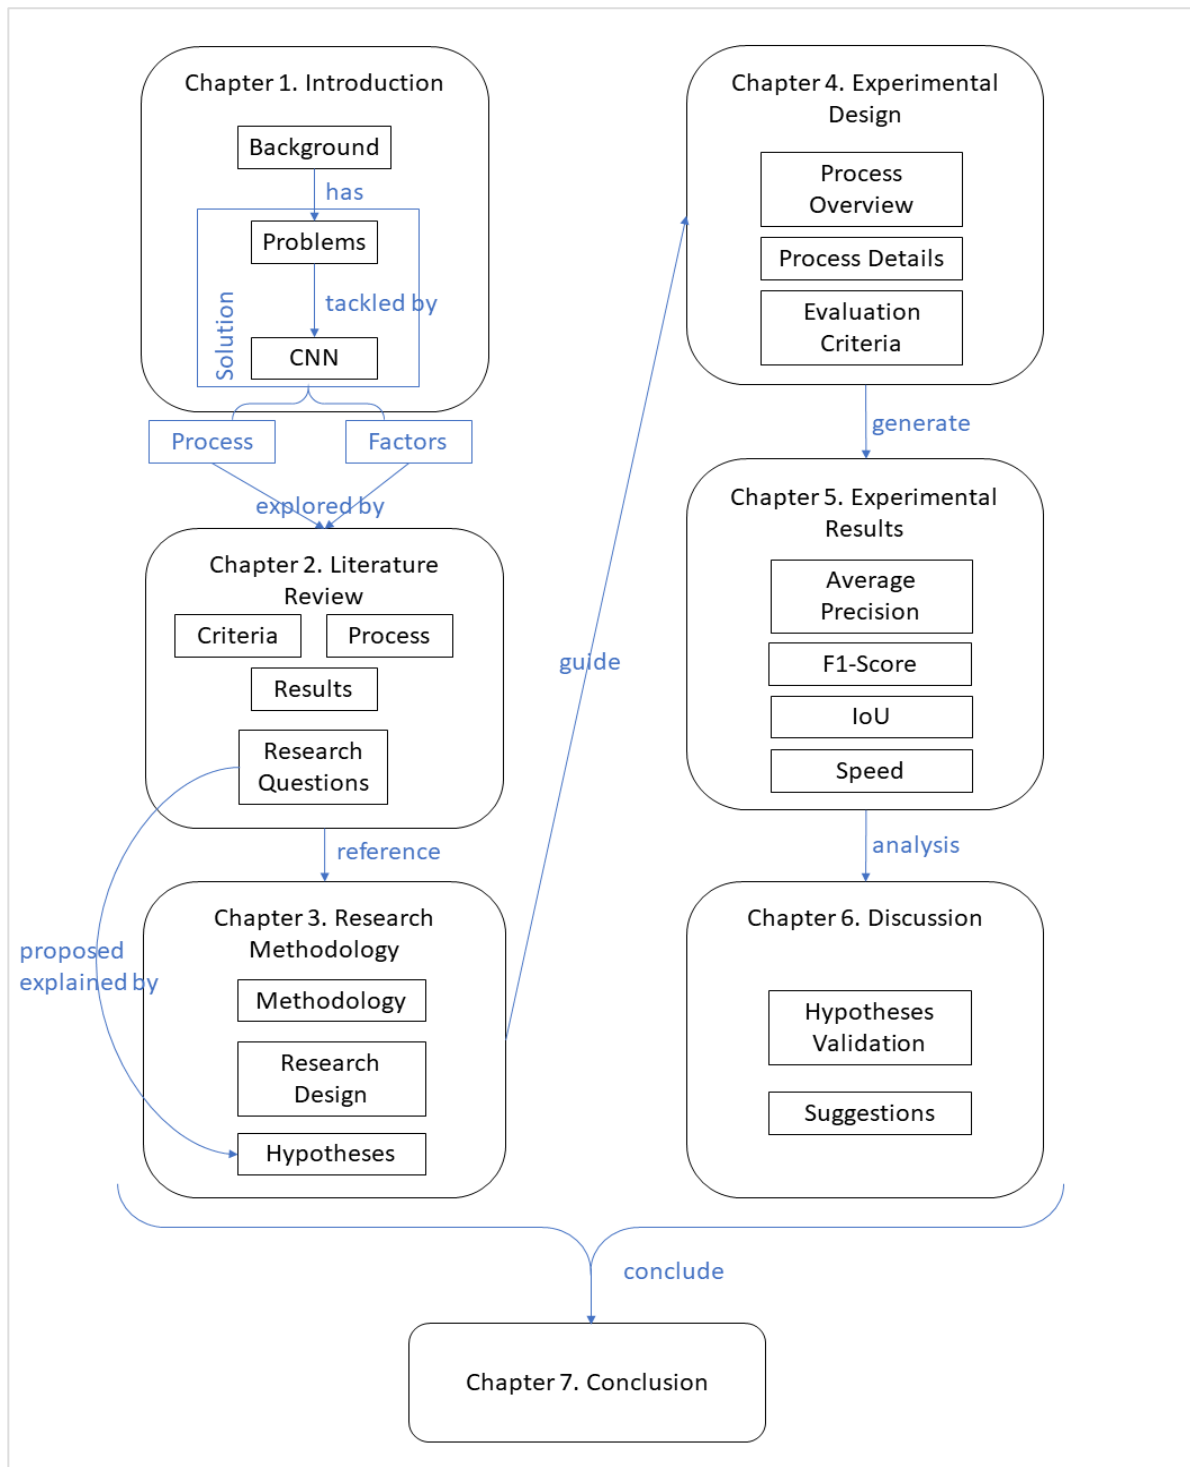 Chapter 1. Introduction
Background
has
Problems
tackled by
Solution
CNN
Process
Factors
explored by
Chapter 2. Literature
Review
Criteria
Process
Results
Research
Questions
reference
Chapter 3. Research
Methodology
proposed
explained by
Methodology
Research
Design
Hypotheses
guide
Chapter 4. Experimental
Design
Process
Overview
Process Details
Evaluation
Criteria
generate
Chapter 5. Experimental
Results
Average
Precision
F1-Score
IoU
Speed
analysis
Chapter 6. Discussion
Hypotheses
Validation
Suggestions
conclude
Chapter 7. Conclusion